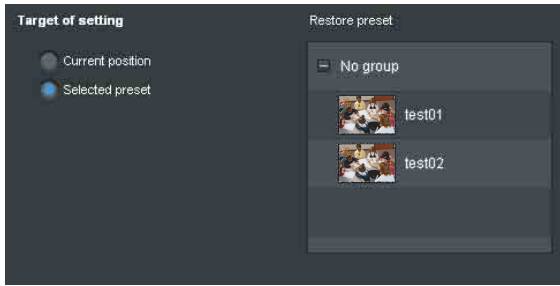 Target of setting
Current position
Selected preset
Restore preset
No group
test01
test02